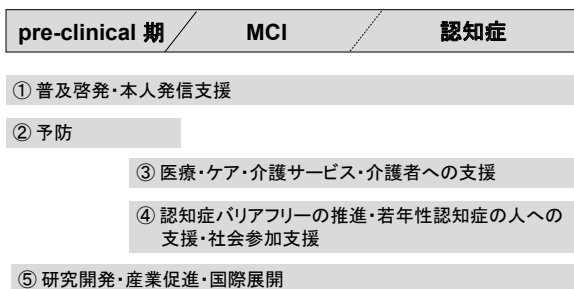 pre-clinical 期 MCI 認知症
① 普及啓発・本人発信支援
② 予防
③ 医療・ケア・介護サービス・介護者への支援
④ 認知症バリアフリーの推進・若年性認知症の人への
支援・社会参加支援
⑤ 研究開発・産業促進・国際展開